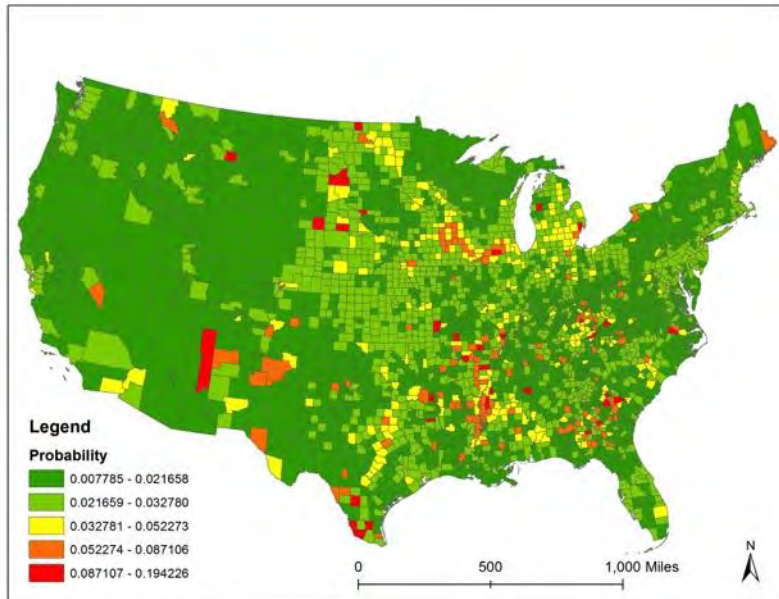 Legend
Probability
0.007785 - 0.021658
0.021659 - 0.032780
0.032781 - 0.052273
0.052274 - 0.087106
0.087107 - 0.194226
0 500 1,000 Miles
N